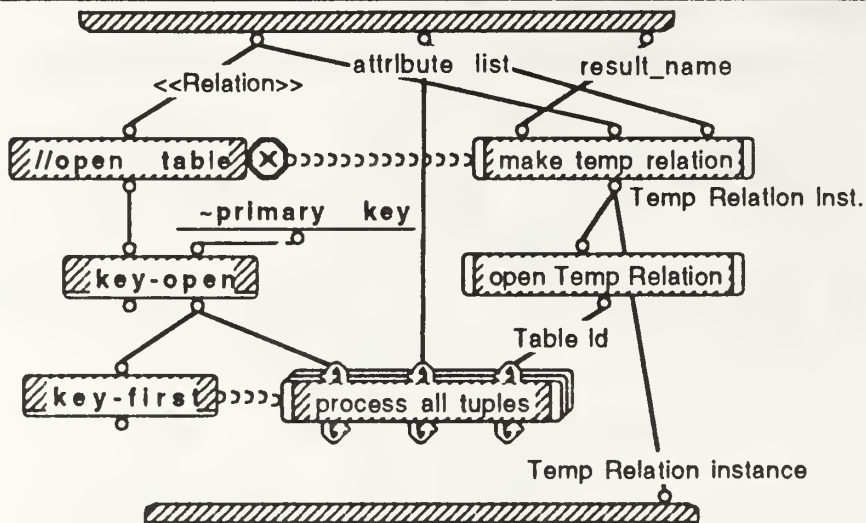 attribute list
result_name
<<Relation>>
//open table
make temp relation
Temp Relation Inst.
~primary key
key-open
open Temp Relation
Table Id
key-first
process all tuples
Temp Relation instance